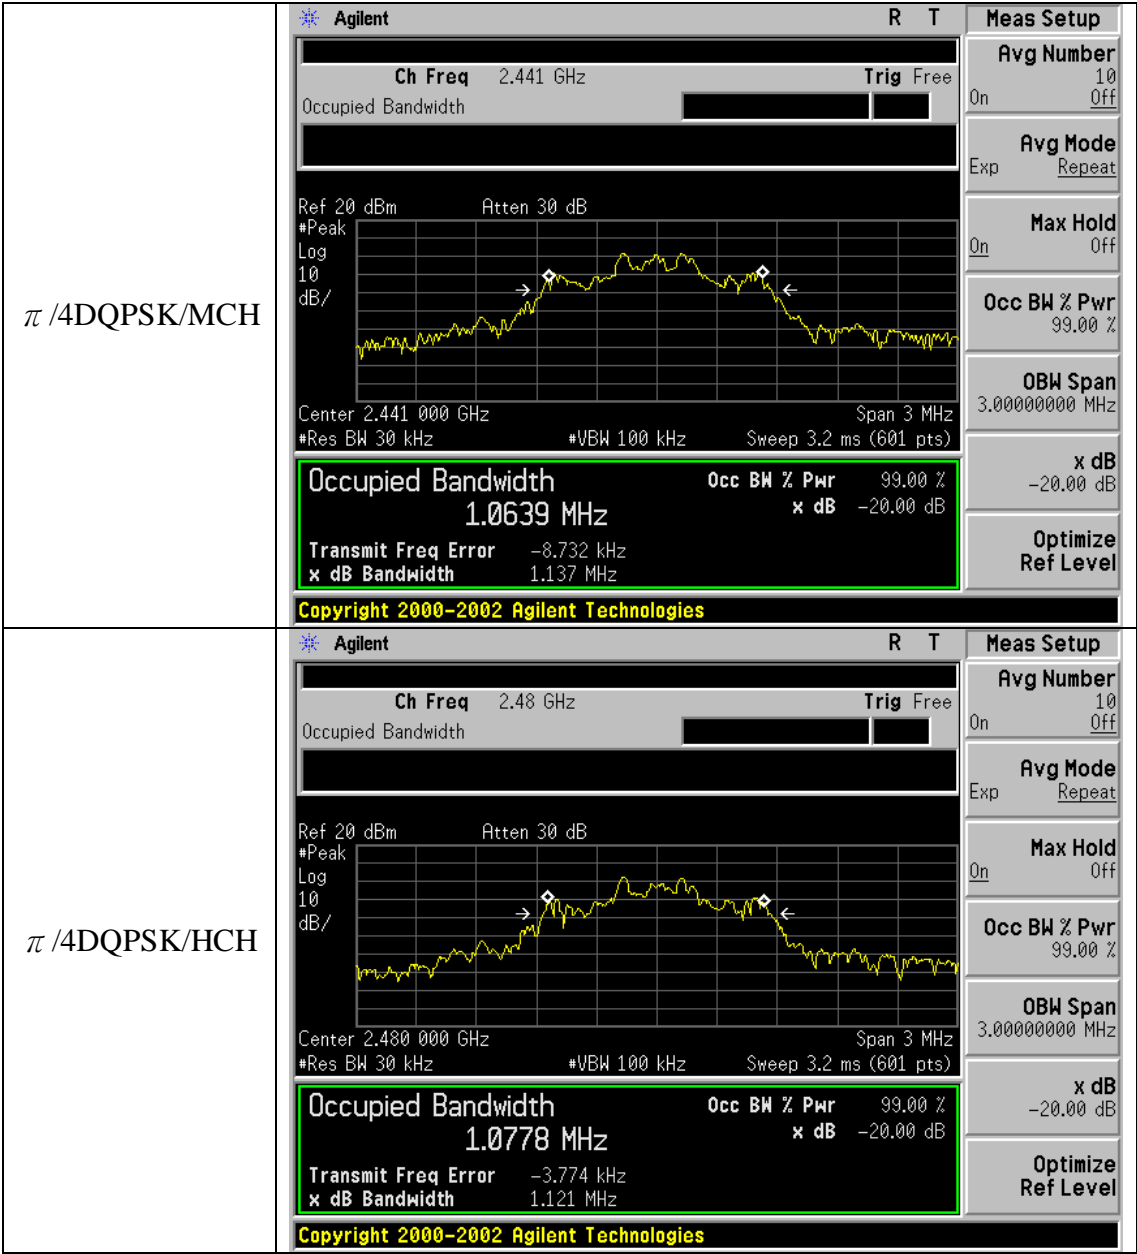 π/4DQPSK/MCH
Agilent R T
Meas Setup
Ch Freq 2.441 GHz Trig Free
Occupied Bandwidth
Avg Number
10
On Off
Avg Mode
Exp Repeat
Max Hold
On Off
Occ BW % Pwr
99.00 %
OBW Span
3.00000000 MHz
x dB
-20.00 dB
Optimize
Ref Level
Ref 20 dBm Atten 30 dB
#Peak
Log
10
dB/
Center 2.441 000 GHz Span 3 MHz
#Res BW 30 kHz #VBW 100 kHz Sweep 3.2 ms (601 pts)
Occupied Bandwidth Occ BW % Pwr 99.00 %
1.0639 MHz x dB -20.00 dB
Transmit Freq Error -8.732 kHz
x dB Bandwidth 1.137 MHz
Copyright 2000-2002 Agilent Technologies
π/4DQPSK/HCH
Agilent R T
Meas Setup
Ch Freq 2.48 GHz Trig Free
Occupied Bandwidth
Avg Number
10
On Off
Avg Mode
Exp Repeat
Max Hold
On Off
Occ BW % Pwr
99.00 %
OBW Span
3.00000000 MHz
x dB
-20.00 dB
Optimize
Ref Level
Ref 20 dBm Atten 30 dB
#Peak
Log
10
dB/
Center 2.480 000 GHz Span 3 MHz
#Res BW 30 kHz #VBW 100 kHz Sweep 3.2 ms (601 pts)
Occupied Bandwidth Occ BW % Pwr 99.00 %
1.0778 MHz x dB -20.00 dB
Transmit Freq Error -3.774 kHz
x dB Bandwidth 1.121 MHz
Copyright 2000-2002 Agilent Technologies